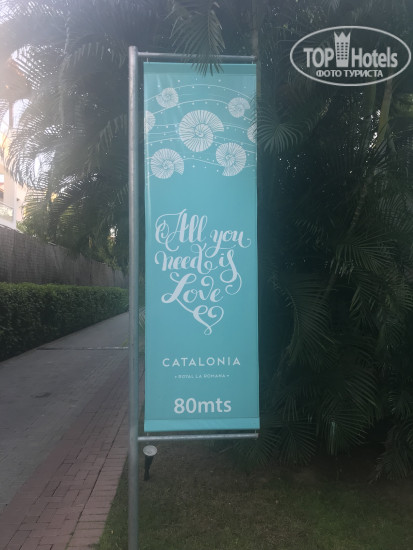 TOP Hotels
ФОТО ТУРИСТА
All you
need is
Love
CATALONIA
ROYAL LA ROMANA
80mts